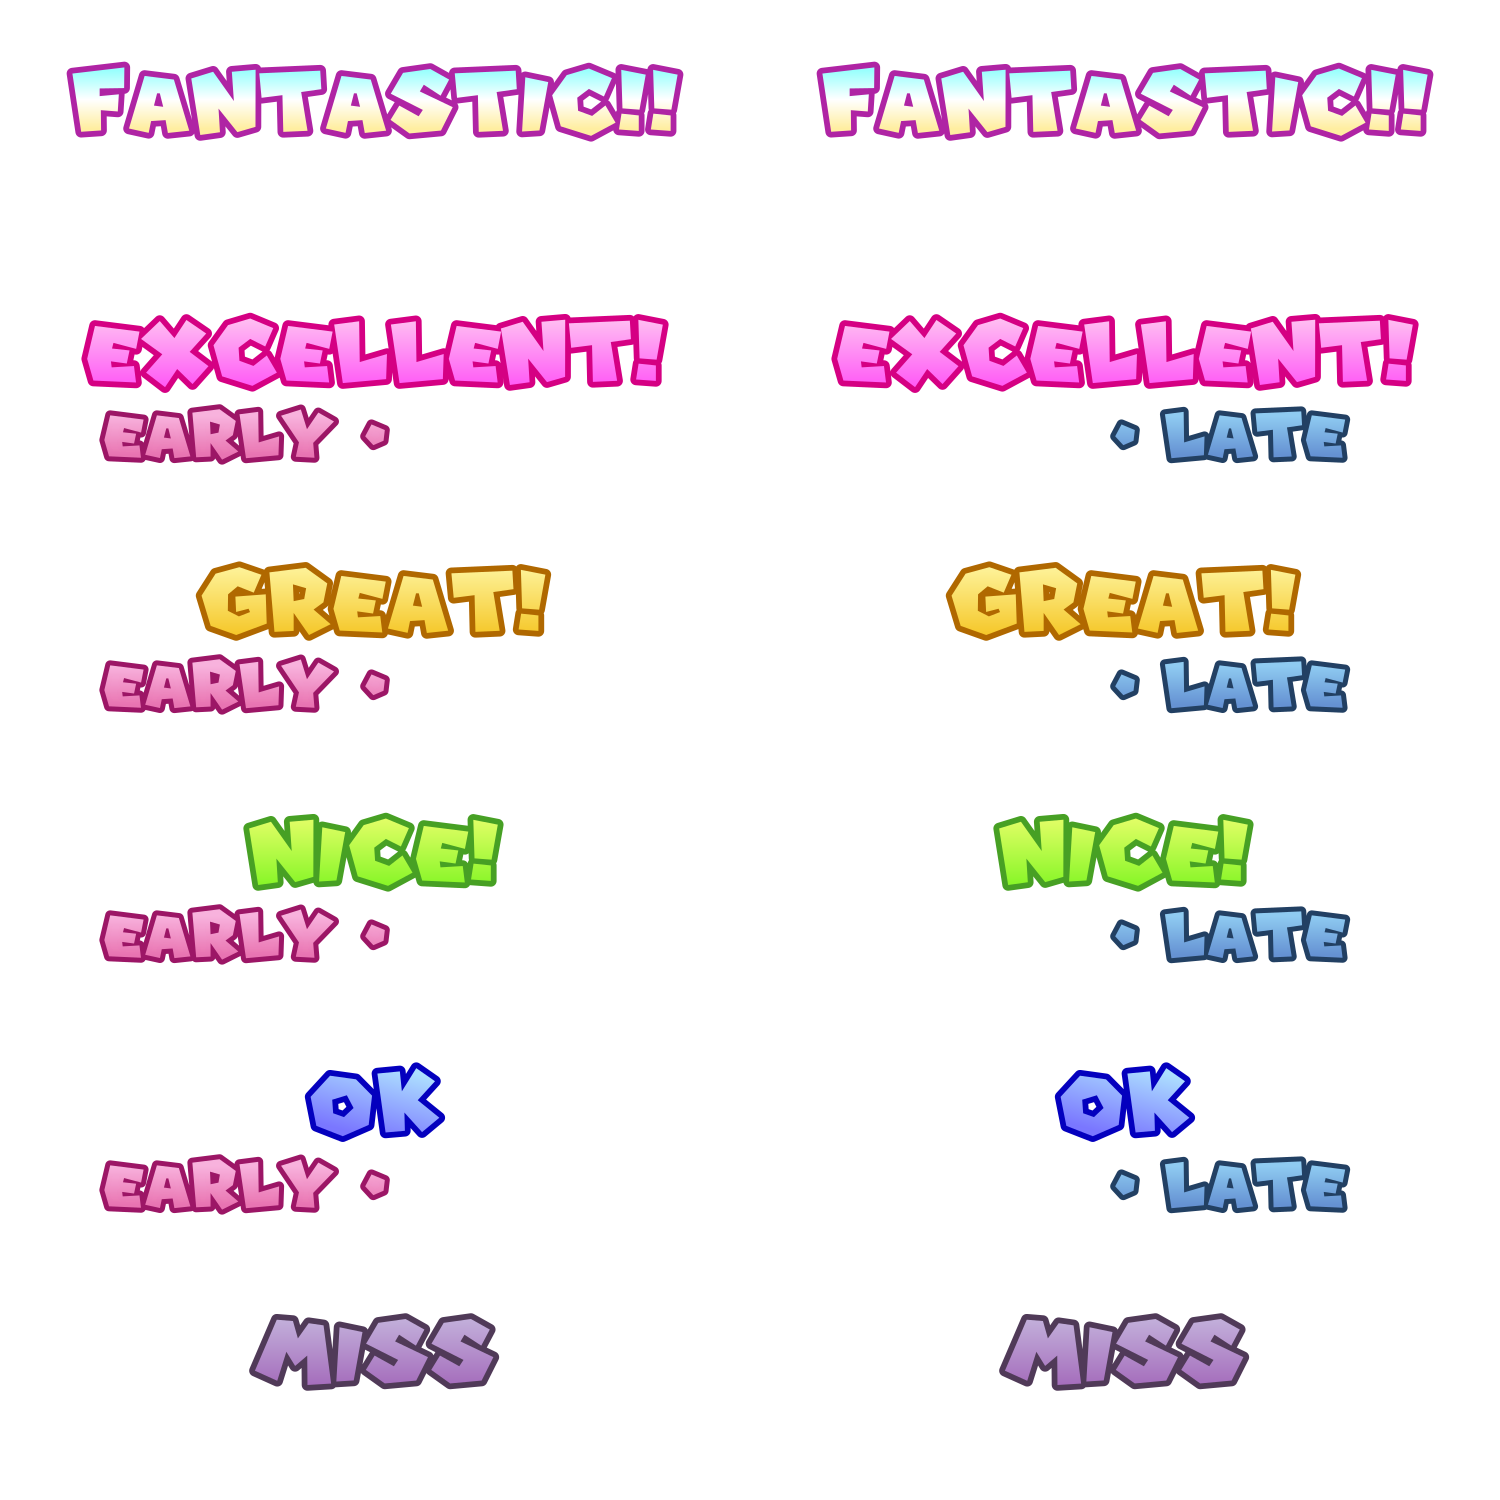 FANTASTIC!! FANTASTIC!!
EXCELLENT! EXCELLENT!
EARLY • • LATE
GREAT! GREAT!
EARLY • • LATE
NICE! NICE!
EARLY • • LATE
OK OK
EARLY • • LATE
MISS MISS